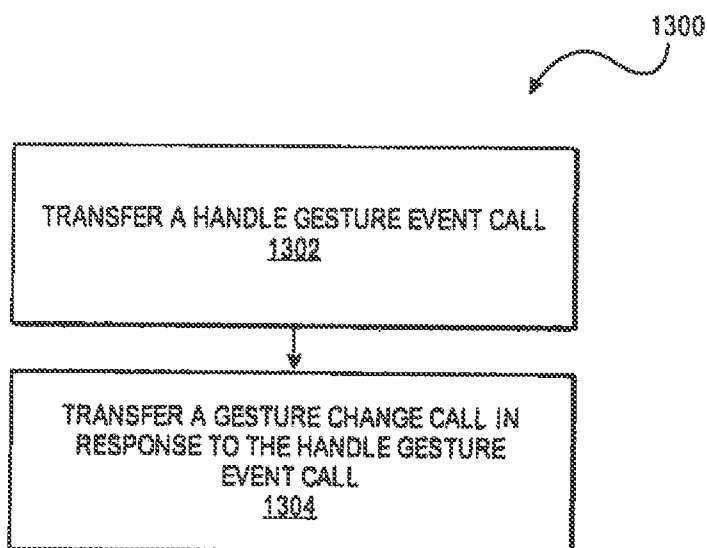 1300
TRANSFER A HANDLE GESTURE EVENT CALL
1302
TRANSFER A GESTURE CHANGE CALL IN
RESPONSE TO THE HANDLE GESTURE
EVENT CALL
1304